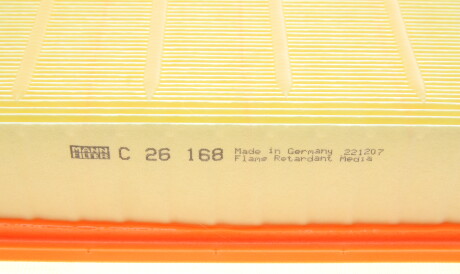 MANN FILTER C 26 168 Made in Germany 221207
Flame Retardant Media